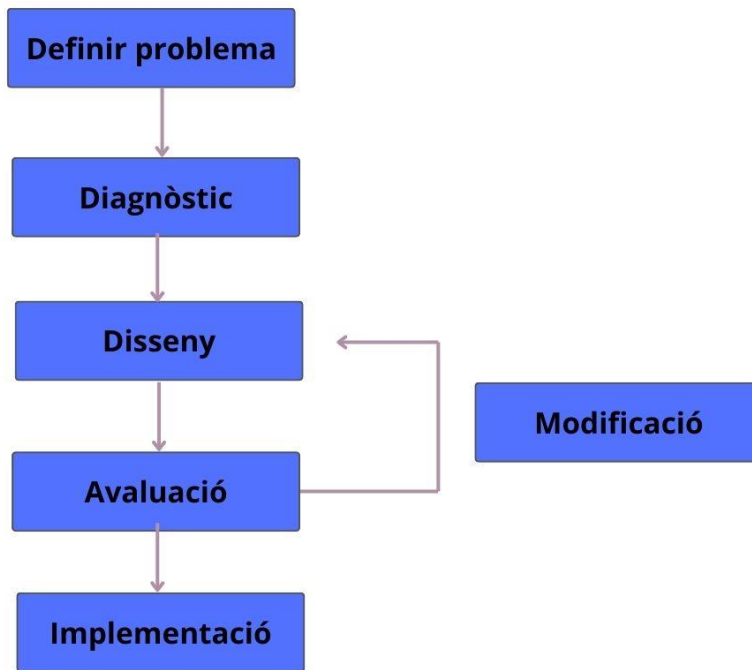 Definir problema
Diagnòstic
Disseny
Modificació
Avaluació
Implementació